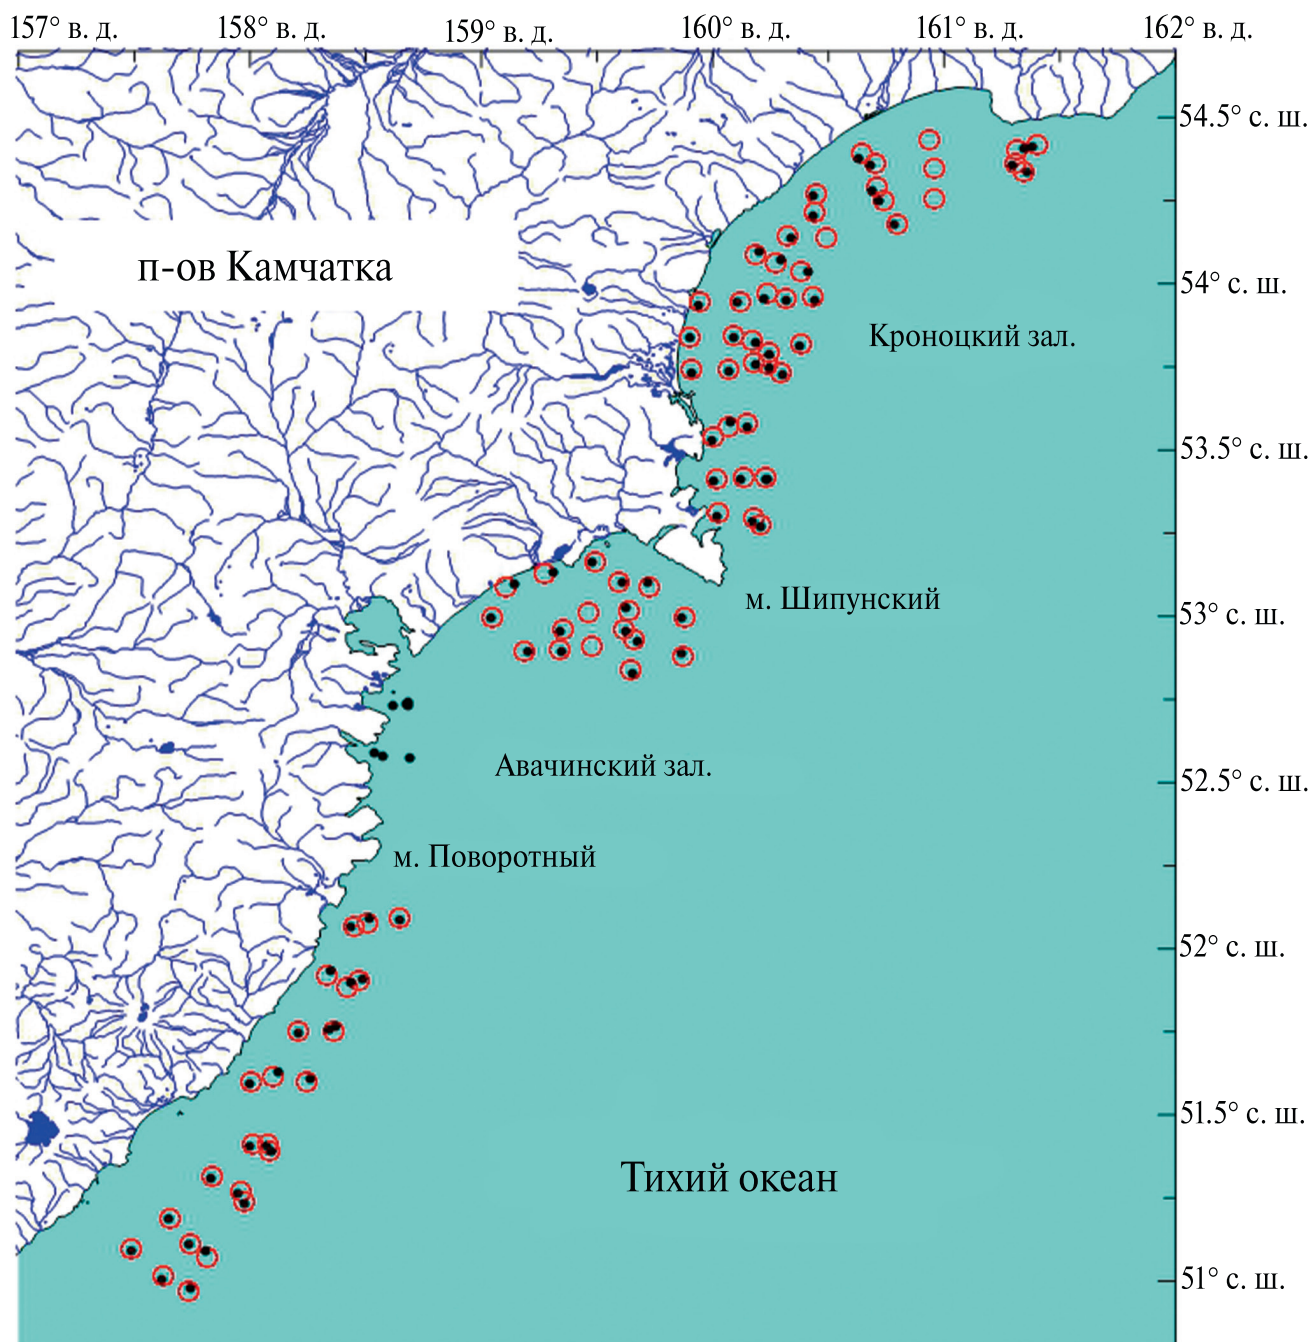 157° в. д. 158° в. д. 159° в. д. 160° в. д. 161° в. д. 162° в. д.
54.5° с. ш.
п-ов Камчатка
54° с. ш.
Кроноцкий зал.
53.5° с. ш.
м. Шипунский
53° с. ш.
Авачинский зал.
52.5° с. ш.
м. Поворотный
52° с. ш.
51.5° с. ш.
Тихий океан
51° с. ш.